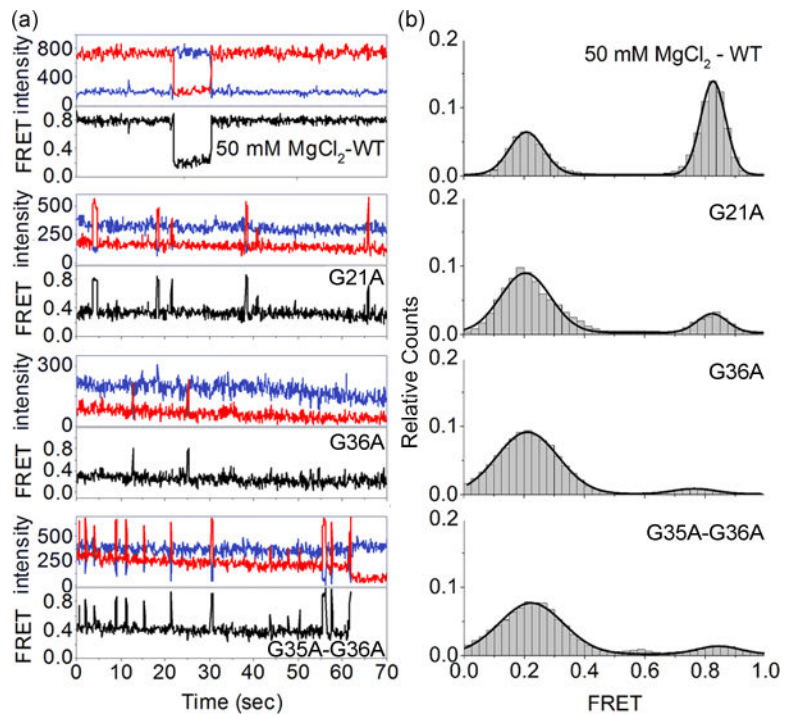 (a)
(b)
800
400
0
intensity
0.8
0.4
0.0
FRET
50 mM MgCl2-WT
500
250
0
intensity
0.8
0.4
0.0
FRET
G21A
300
0
intensity
0.8
0.4
0.0
FRET
G36A
500
250
0
intensity
0.8
0.4
0.0
FRET
G35A-G36A
0 10 20 30 40 50 60 70
Time (sec)
0.2
0.1
0.0
50 mM MgCl2 - WT
0.2
0.1
0.0
G21A
0.2
0.1
0.0
G36A
0.2
0.1
0.0
G35A-G36A
Relative Counts
0.0 0.2 0.4 0.6 0.8 1.0
FRET